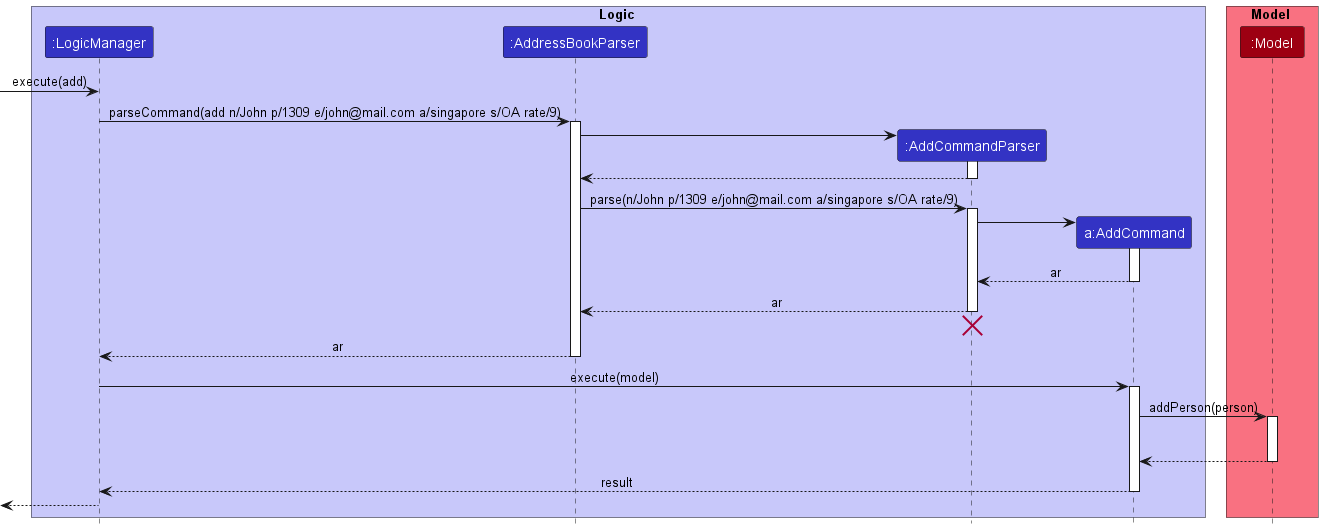 Logic
Model
:LogicManager
:AddressBookParser
:Model
execute(add)
parseCommand(add n/John p/1309 e/john@mail.com a/singapore s/OA rate/9)
:AddCommandParser
parse(n/John p/1309 e/john@mail.com a/singapore s/OA rate/9)
a:AddCommand
ar
ar
ar
execute(model)
addPerson(person)
result